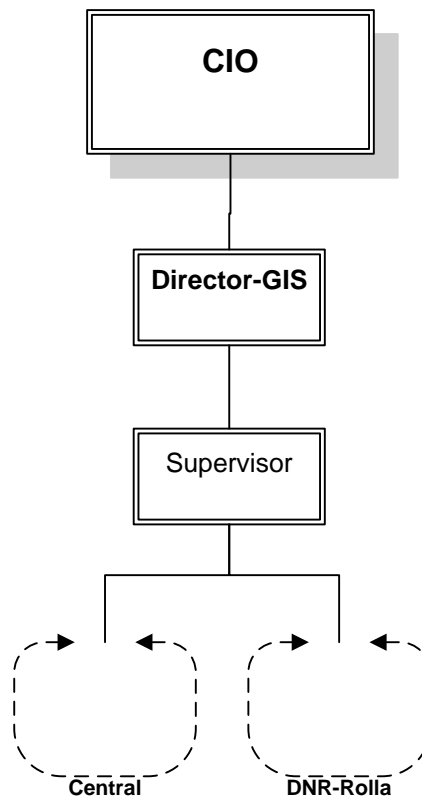 CIO
Director-GIS
Supervisor
Central
DNR-Rolla